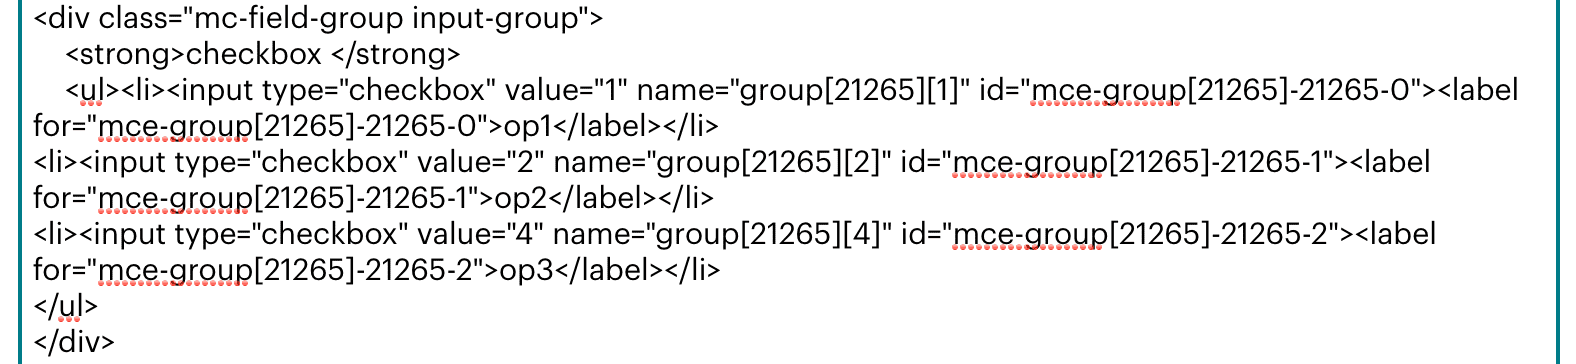 <div class="mc-field-group input-group">
<strong>checkbox </strong>
<ul><li><input type="checkbox" value="1" name="group[21265][1]" id="mce-group[21265]-21265-0"><label
for="mce-group[21265]-21265-0">op1</label></li>
<li><input type="checkbox" value="2" name="group[21265][2]" id="mce-group[21265]-21265-1"><label
for="mce-group[21265]-21265-1">op2</label></li>
<li><input type="checkbox" value="4" name="group[21265][4]" id="mce-group[21265]-21265-2"><label
for="mce-group[21265]-21265-2">op3</label></li>
</ul>
</div>